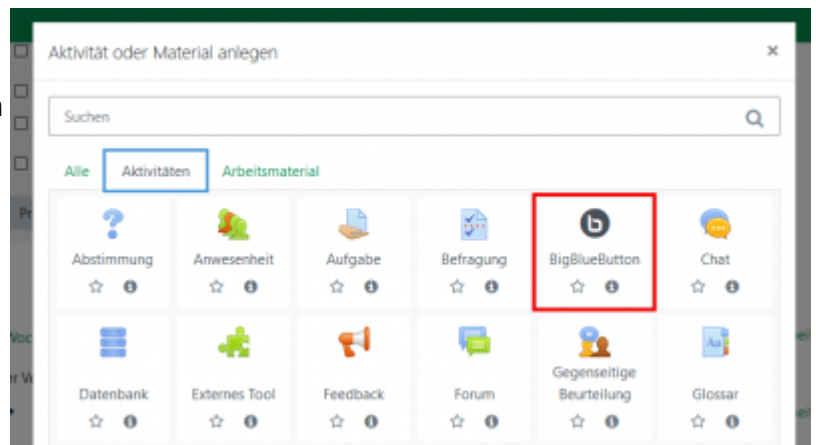 Aktivität oder Material anlegen ×
Suchen
Alle Aktivitäten Arbeitsmaterial
Abstimmung Anwesenheit Aufgabe Befragung BigBlueButton Chat
Gegenseitige
Datenbank Externes Tool Feedback Forum Beurteilung Glossar